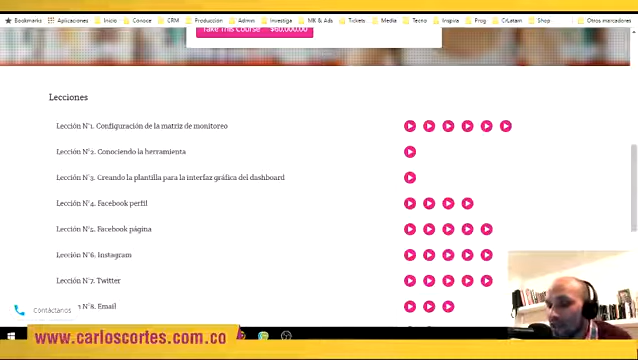 Bookmarks Aplicaciones Inicio Conoce CRM Produccion Admin Investiga MK & Ads Tickets Media Tecno Inspira Frog CrLatam Shop Otros marcadores
Take This Course $60.000.00
Lecciones
Lección N°1. Configuración de la matriz de monitoreo
Lección N°2. Conociendo la herramienta
Lección N°3. Creando la plantilla para la interfaz gráfica del dashboard
Lección N°4. Facebook perfil
Lección N°5. Facebook página
Lección N°6. Instagram
Lección N°7. Twitter
Contáctanos
N°8. Email
www.carloscortes.com.co